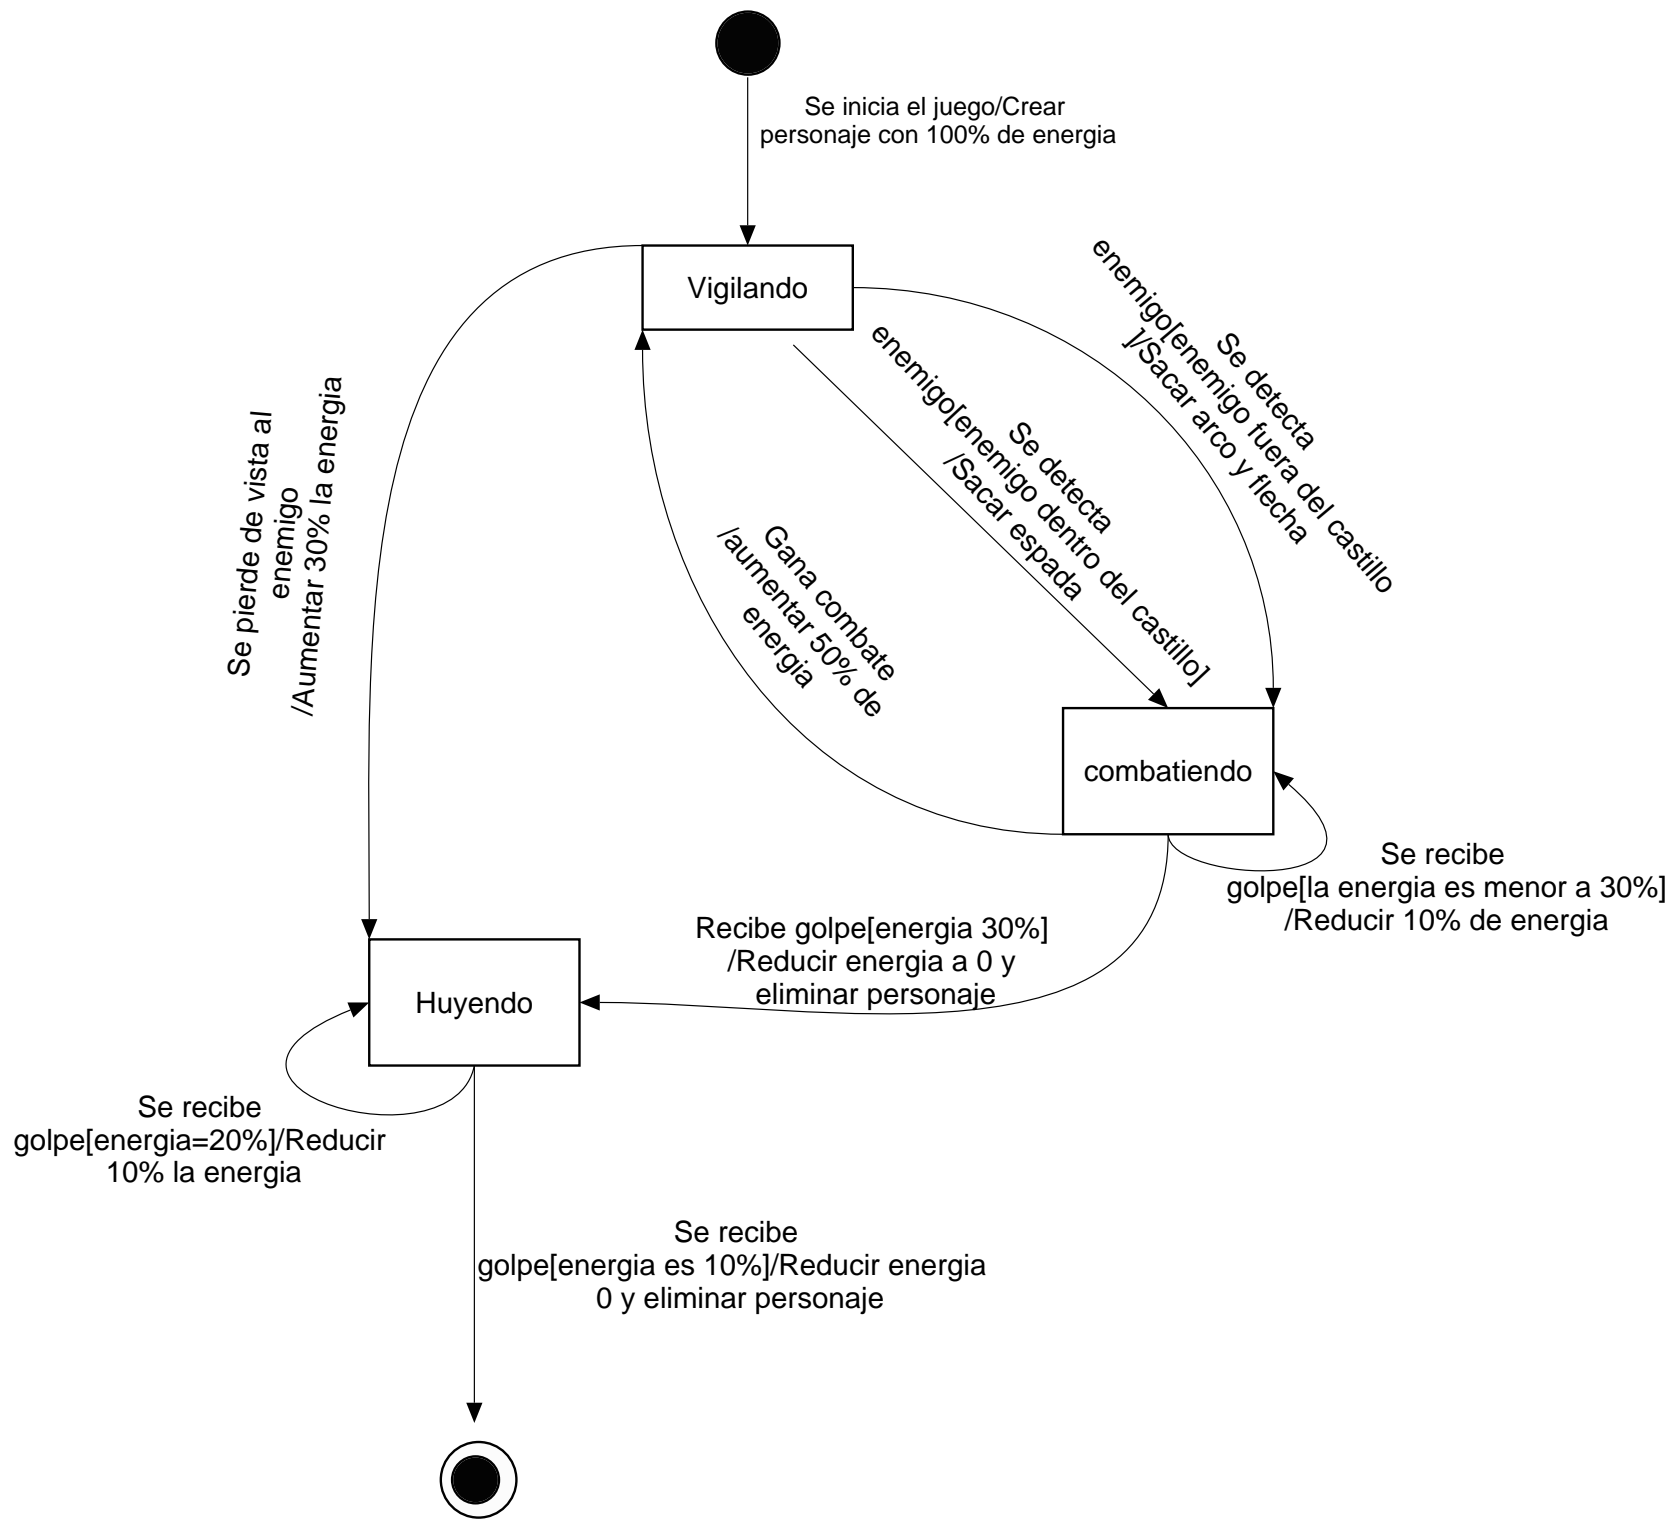 Se inicia el juego/Crear
personaje con 100% de energia
Vigilando
Se detecta
enemigo[enemigo fuera del castillo
]/Sacar arco y flecha
Se detecta
enemigo[enemigo dentro del castillo]
/Sacar espada
Se pierde de vista al
enemigo
/Aumentar 30% la energia
Gana combate
/aumentar 50% de
energia
combatiendo
Se recibe
golpe[la energia es menor a 30%]
/Reducir 10% de energia
Recibe golpe[energia 30%]
/Reducir energia a 0 y
eliminar personaje
Huyendo
Se recibe
golpe[energia=20%]/Reducir
10% la energia
Se recibe
golpe[energia es 10%]/Reducir energia
0 y eliminar personaje